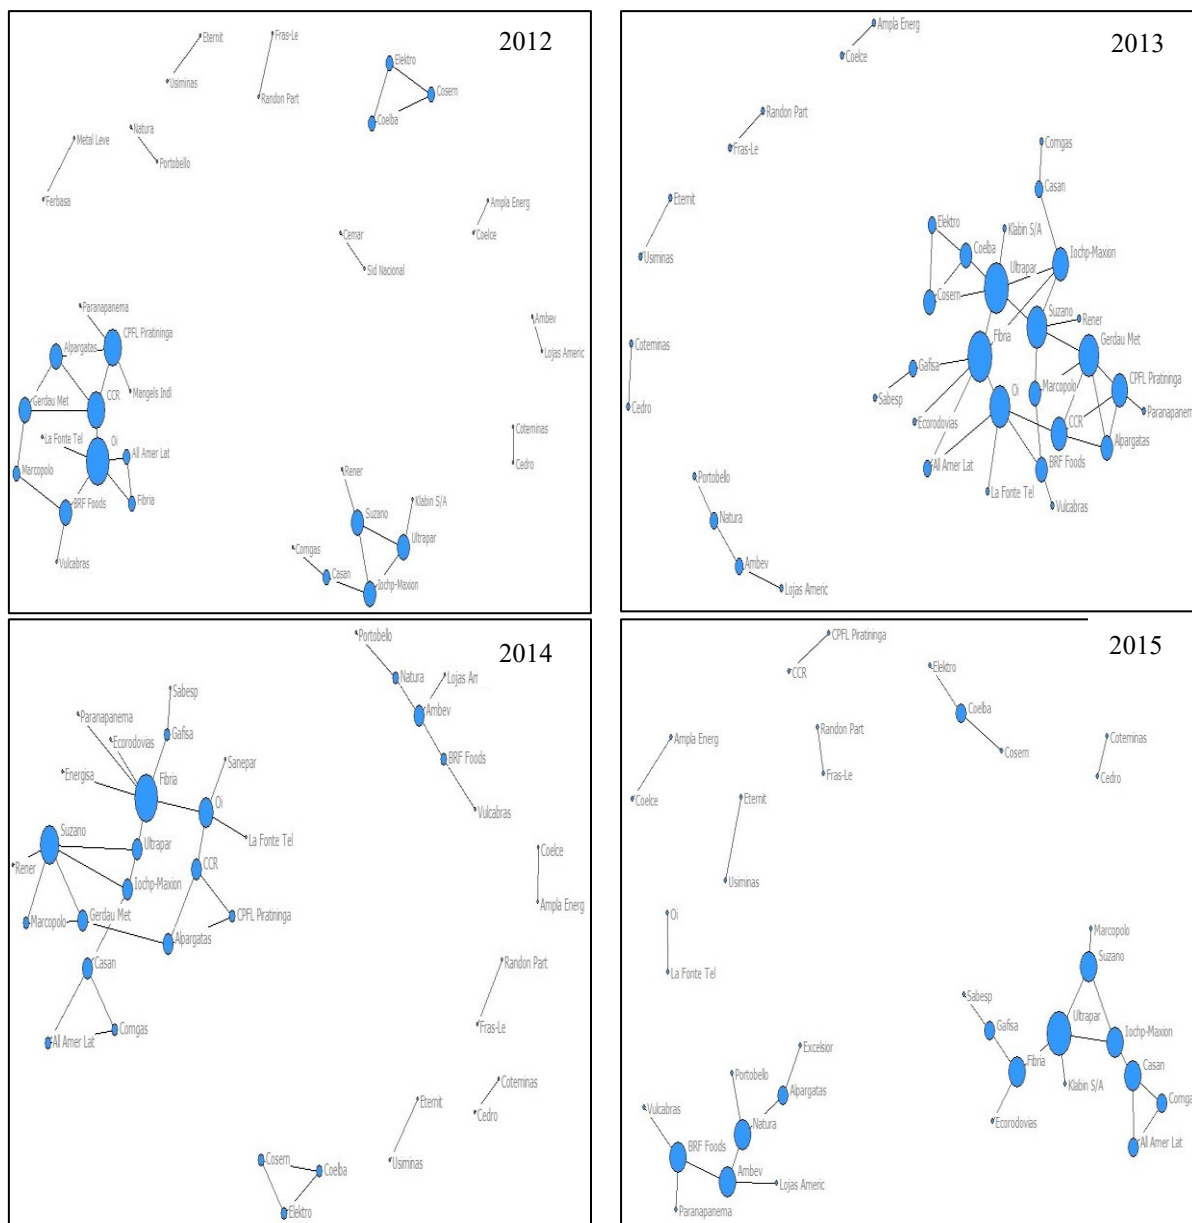 2012
Eternit
Fras-Le
Usiminas
Randon Part
Elektro
Cosern
Coelba
Natura
Metal Leve
Portobello
Ferbasa
Ampla Energ
Cemar
Coelce
Sid Nacional
Paranapanema
Ambev
CPFL Piratininga
Alpargatas
Lojas Americ
Mangels Indl
Gerdau Met
CCR
Coteminas
La Fonte Tel
Oi
All Amer Lat
Cedro
Marcopolo
Rener
Fibria
BRF Foods
Klabin S/A
Suzano
Ultrapar
Comgas
Vulcabras
Casan
Iochp-Maxion
2013
Ampla Energ
Coelce
Randon Part
Fras-Le
Comgas
Casan
Eternit
Elektro
Klabin S/A
Coelba
Usiminas
Iochp-Maxion
Ultrapar
Cosern
Suzano
Rener
Fibria
Gerdau Met
Coteminas
Gafisa
Marcopolo
CPFL Piratininga
Sabesp
Oi
Cedro
Paranapanema
Ecorodovias
CCR
Alpargatas
All Amer Lat
BRF Foods
Portobello
La Fonte Tel
Vulcabras
Natura
Ambev
Lojas Americ
2014
Portobello
Natura
Lojas Am
Sabesp
Paranapanema
Ambev
Gafisa
Ecorodovias
BRF Foods
Sanepar
Energisa
Fibria
Oi
Vulcabras
Suzano
La Fonte Tel
Ultrapar
Coelce
Rener
CCR
Iochp-Maxion
Ampla Energ
Marcopolo
Gerdau Met
CPFL Piratininga
Alpargatas
Casan
Randon Part
Comgas
Fras-Le
All Amer Lat
Coteminas
Eternit
Cedro
Cosern
Coelba
Usiminas
Elektro
2015
CPFL Piratininga
Elektro
CCR
Coelba
Randon Part
Ampla Energ
Coteminas
Cosern
Fras-Le
Cedro
Eternit
Coelce
Usiminas
Oi
Marcopolo
Suzano
La Fonte Tel
Sabesp
Ultrapar
Gafisa
Iochp-Maxion
Excelsior
Fibria
Casan
Portobello
Klabin S/A
Alpargatas
Comga
Vulcabras
Ecorodovias
Natura
BRF Foods
All Amer Lat
Ambev
Lojas Americ
Paranapanema